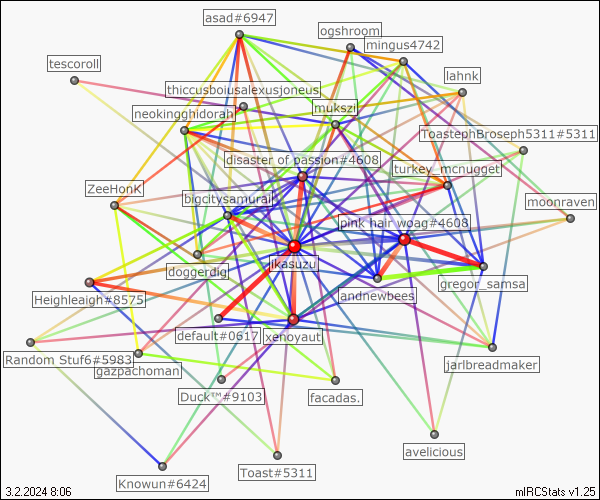 asad#6947
ogshroom
mingus4742
tescoroll
lahnk
thiccusboiusalexusjoneus
neokingghidorah
mukszi
ToastephBroseph5311#5311
disaster of passion#4608
turkey_mcnugget
ZeeHonK
bigcitysamurai
moonraven
pink hair woag#4608
ikasuzu
doggerdig
gregor_samsa
andnewbees
Heighleaigh#8575
default#0617
xenoyaut
Random Stuf6#5983
gazpachoman
jarlbreadmaker
Duck™#9103
facadas.
avelicious
Toast#5311
Knowun#6424
3.2.2024 8:06
mIRCStats v1.25